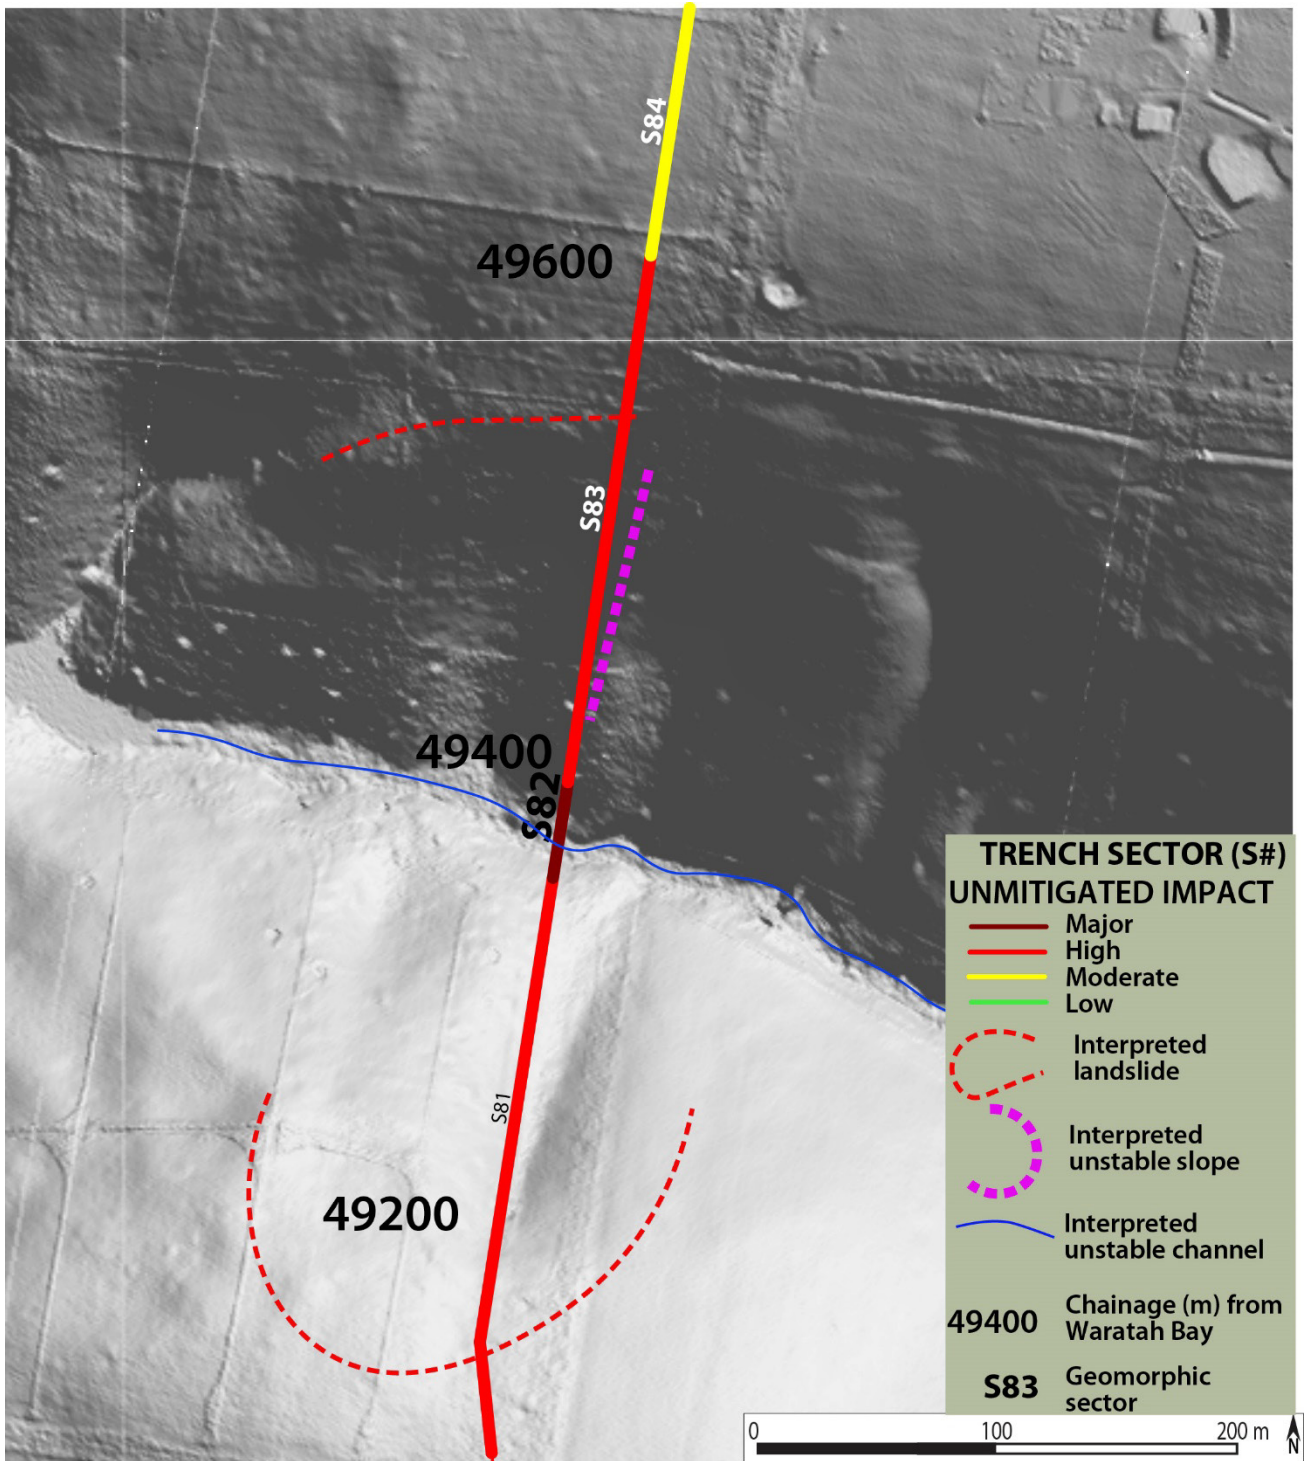 S84
49600
S83
49400
S82
S81
49200
TRENCH SECTOR (S#)
UNMITIGATED IMPACT
Major
High
Moderate
Low
Interpreted
landslide
Interpreted
unstable slope
Interpreted
unstable channel
49400 Chainage (m) from
Waratah Bay
S83 Geomorphic
sector
0 100 200 m
N